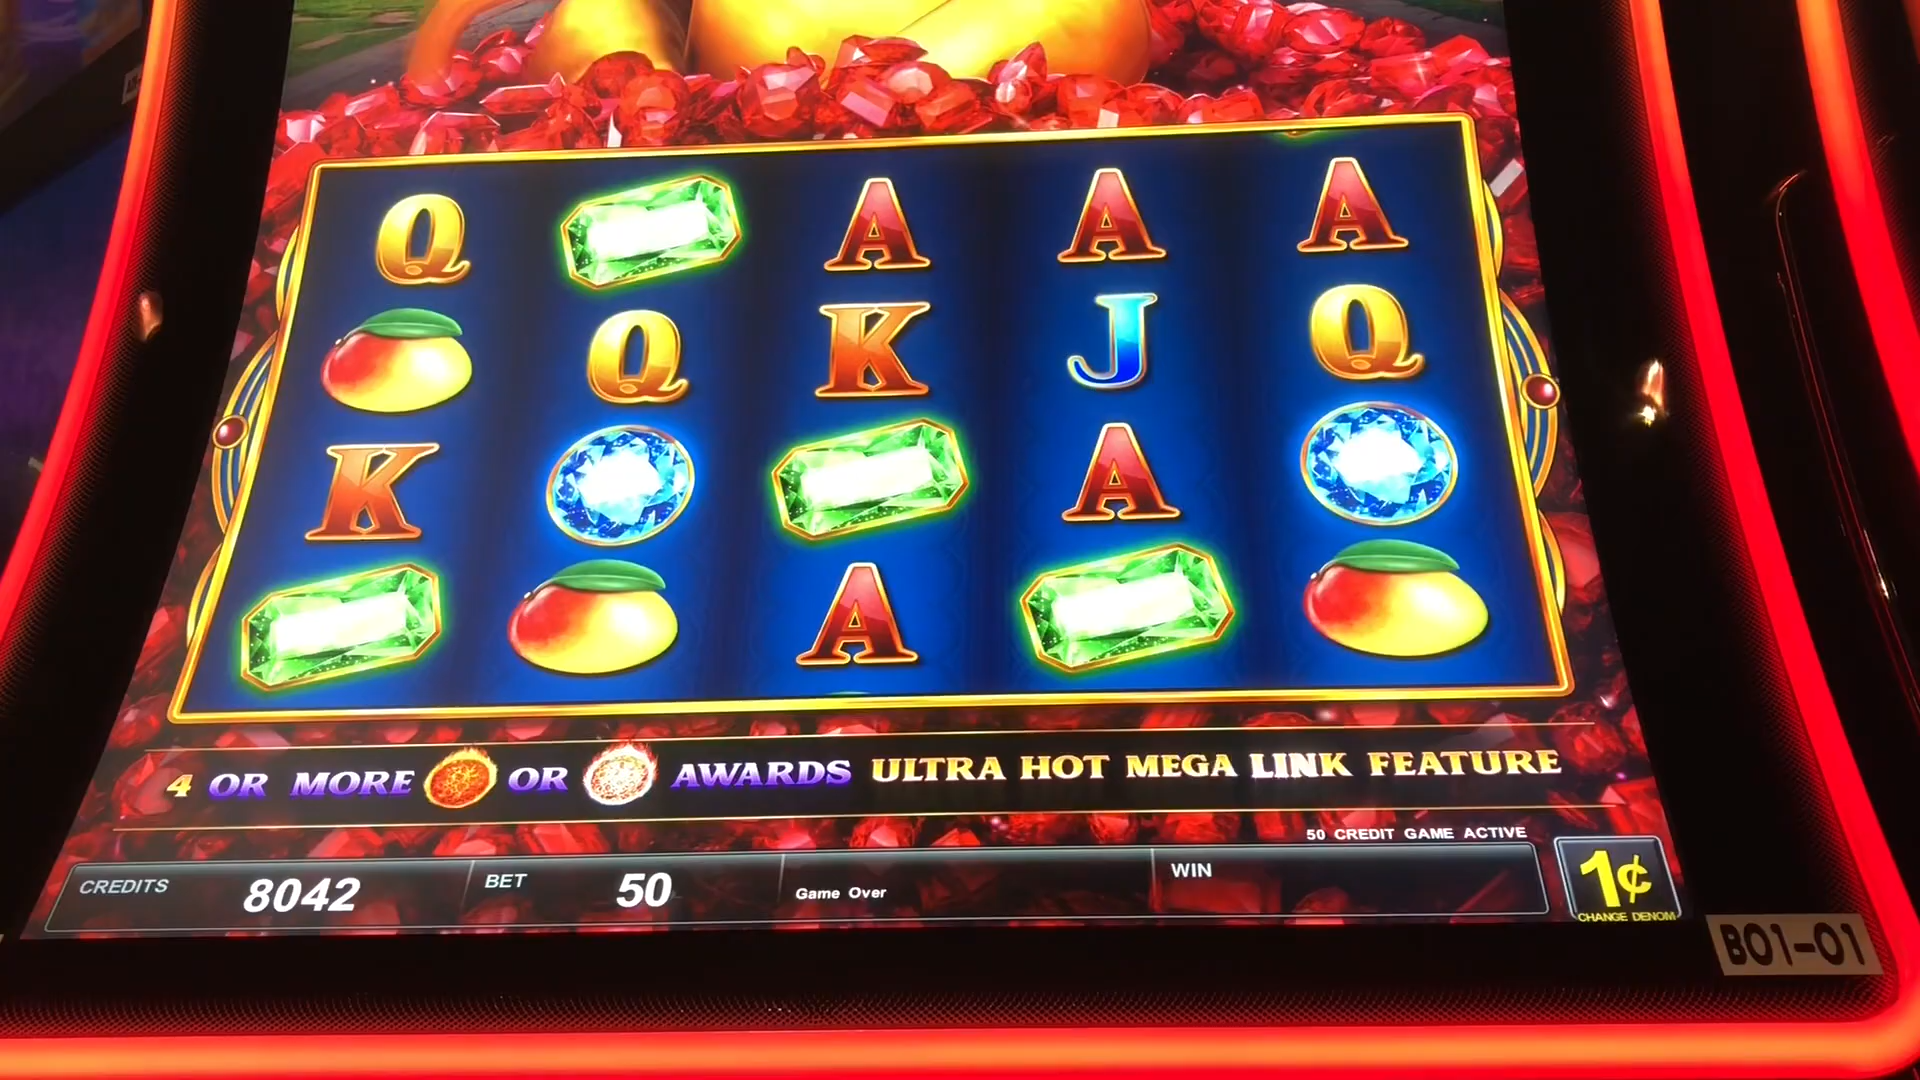 Q A A A
Q K J Q
K A
A
4 OR MORE OR AWARDS ULTRA HOT MEGA LINK FEATURE
50 CREDIT GAME ACTIVE
CREDITS 8042 BET 50 Game Over WIN 1¢
CHANGE DENOM
B01-01